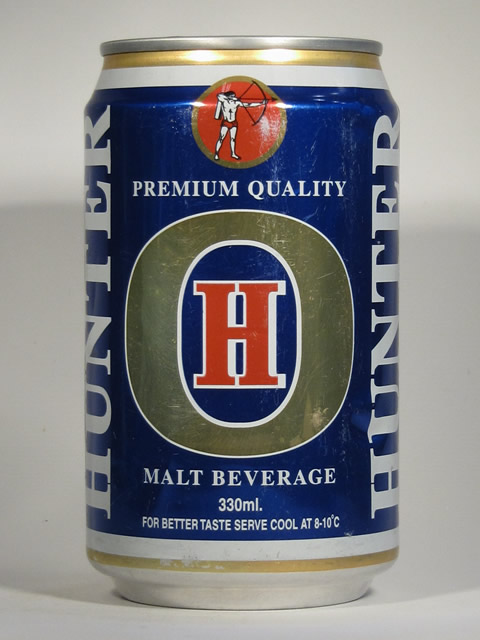 PREMIUM QUALITY
HUNTER
H
HUNTER
MALT BEVERAGE
330ml.
FOR BETTER TASTE SERVE COOL AT 8-10°C